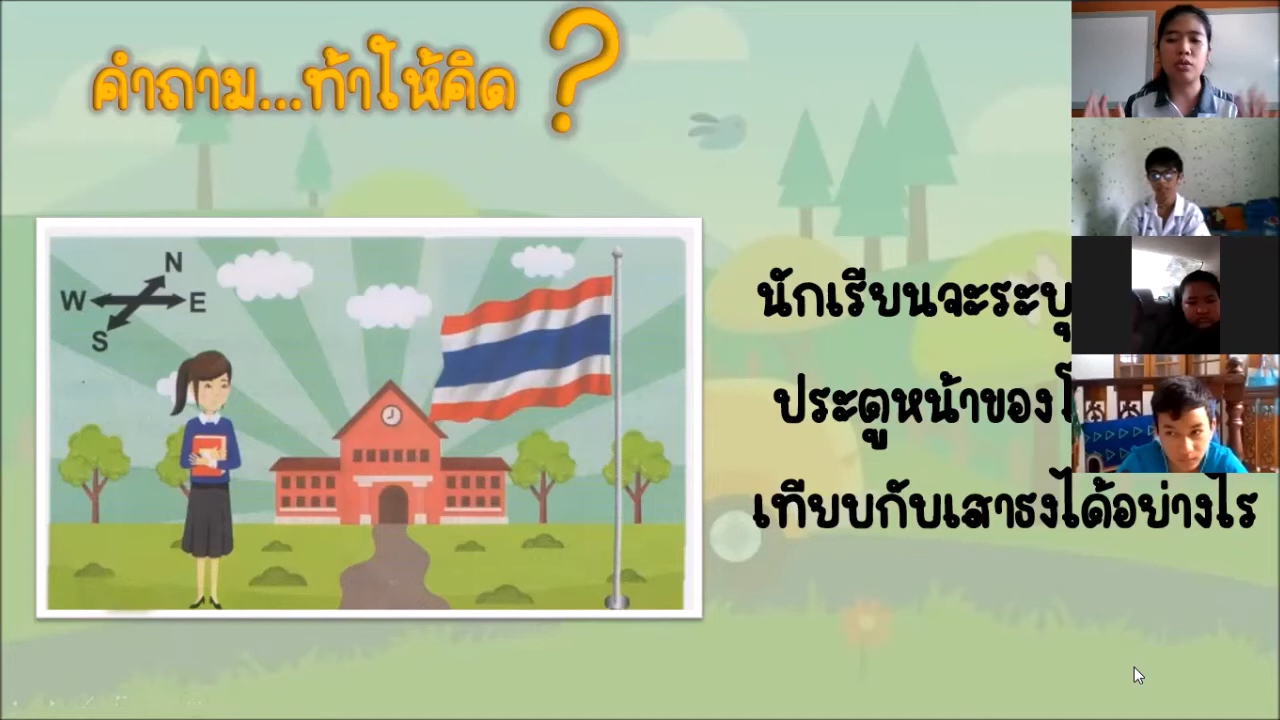 คำถาม...ท้าให้คิด ?
N
W E
S
นักเรียนจะระบุ
ประตูหน้าของ
เทียบกับเสาธงได้อย่างไร